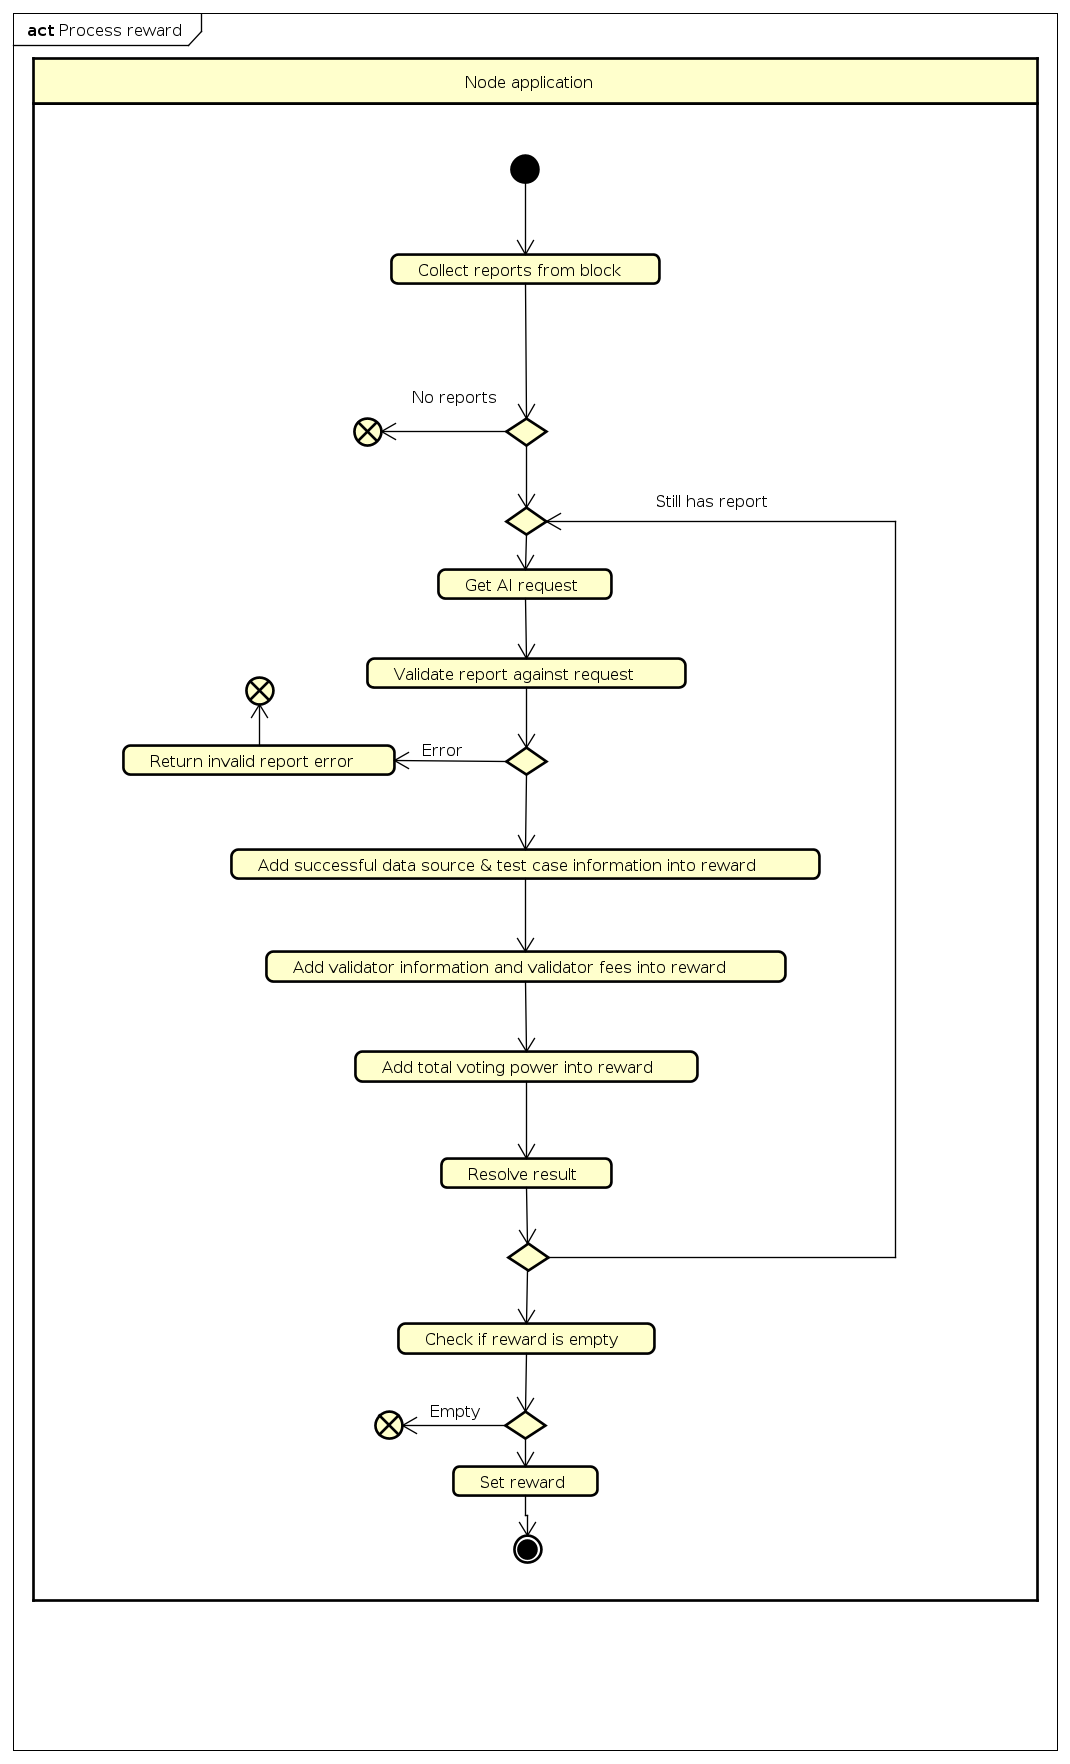 act Process reward
Node application
Collect reports from block
No reports
Still has report
Get AI request
Validate report against request
Error
Return invalid report error
Add successful data source & test case information into reward
Add validator information and validator fees into reward
Add total voting power into reward
Resolve result
Check if reward is empty
Empty
Set reward